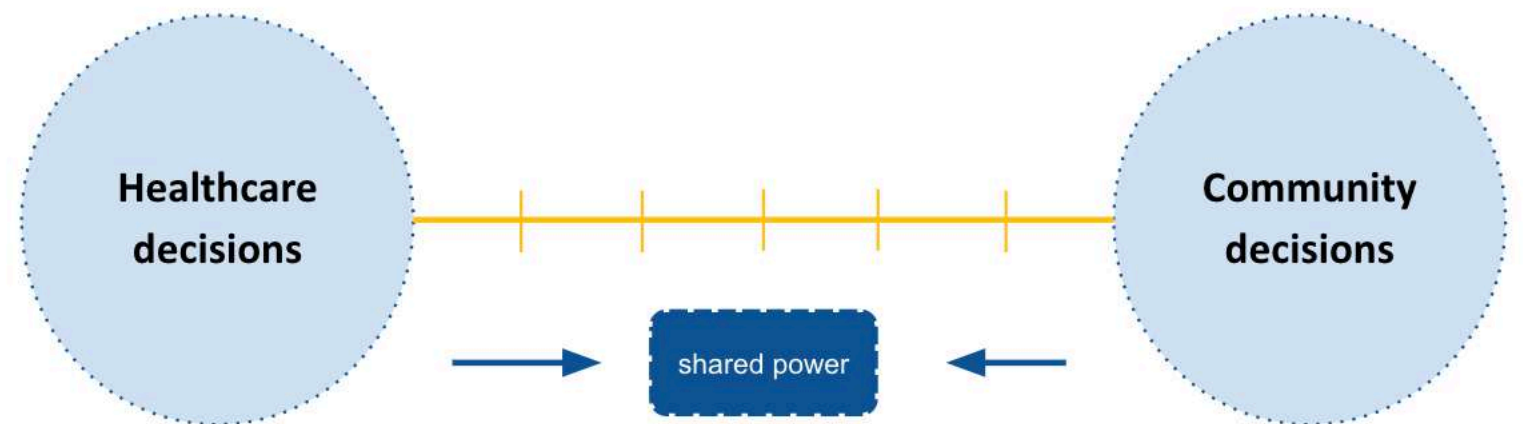 Healthcare
decisions
Community
decisions
shared power